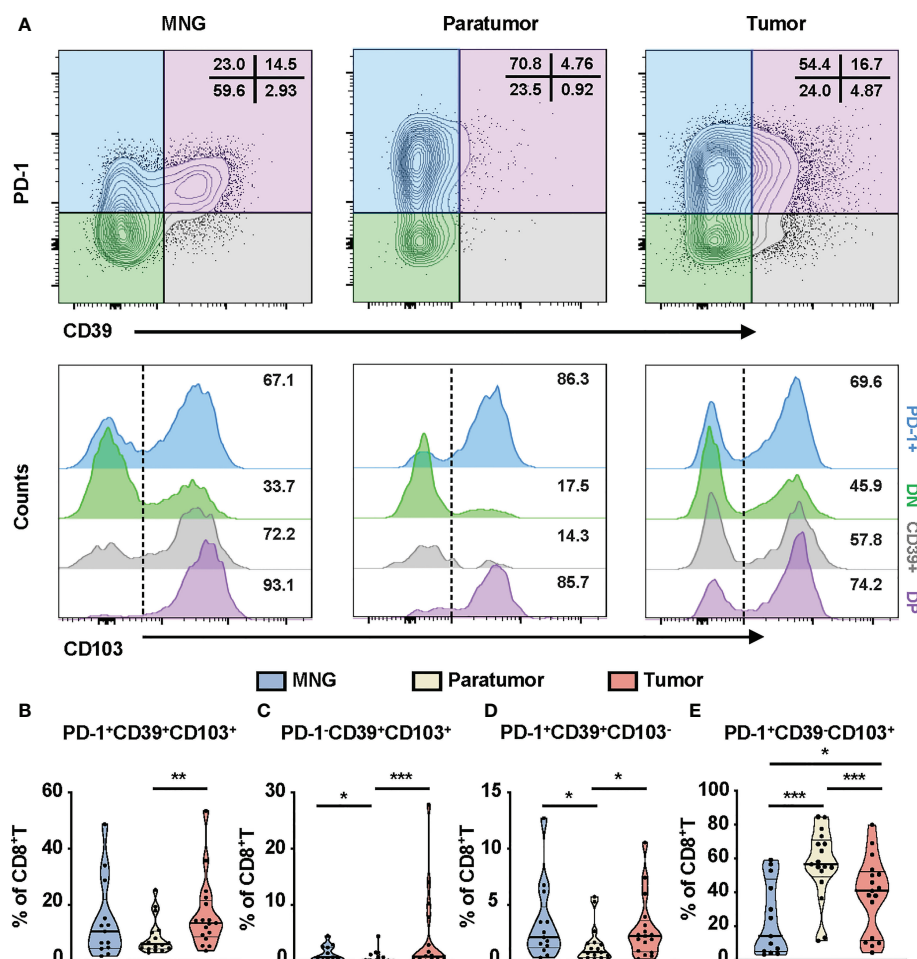 A
MNG Paratumor Tumor
23.0 14.5
59.6 2.93
70.8 4.76
23.5 0.92
54.4 16.7
24.0 4.87
PD-1
CD39
67.1
33.7
72.2
93.1
86.3
17.5
14.3
85.7
69.6
45.9
57.8
74.2
Counts
PD-1+
DN
CD39+
DP
CD103
MNG Paratumor Tumor
B
PD-1⁺CD39⁺CD103⁺
**
% of CD8⁺T
60
40
20
0
C
PD-1⁻CD39⁺CD103⁺
* ***
% of CD8⁺T
30
20
10
0
D
PD-1⁺CD39⁺CD103⁻
* *
% of CD8⁺T
15
10
5
0
E
PD-1⁺CD39⁻CD103⁺
*
*** ***
% of CD8⁺T
100
80
60
40
20
0